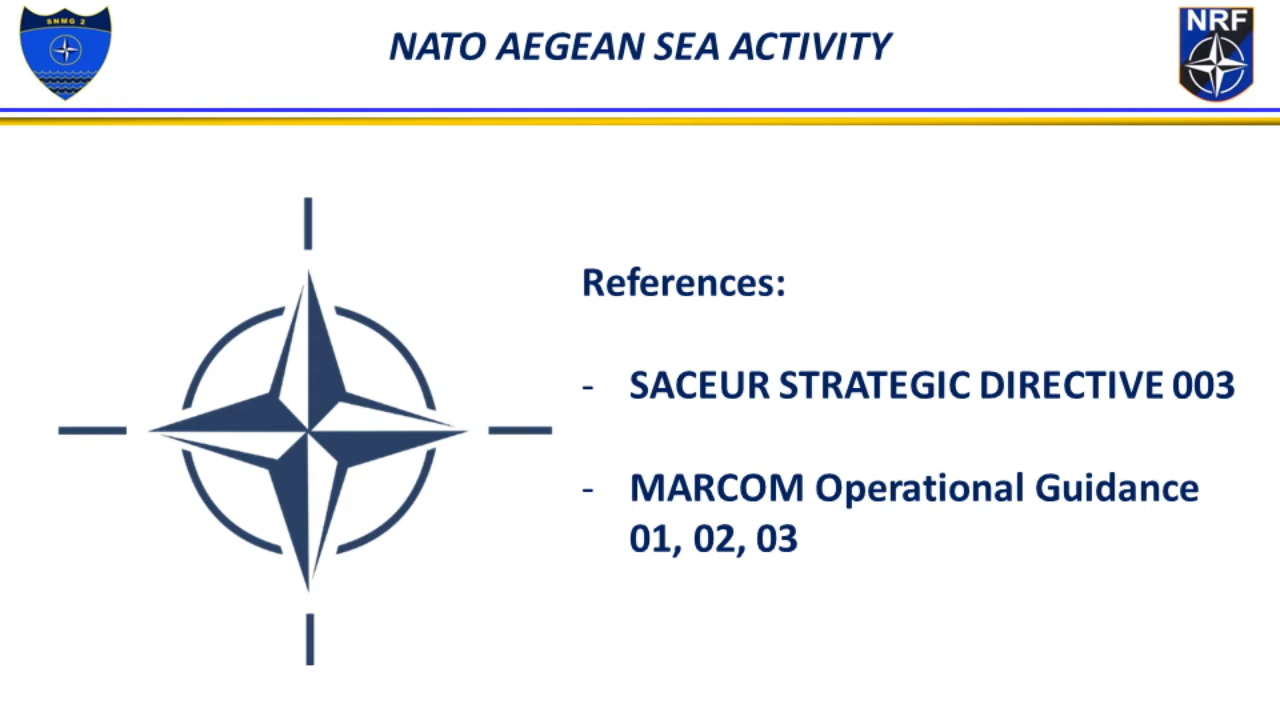 SNMG 2
NATO AEGEAN SEA ACTIVITY
NRF
References:
- SACEUR STRATEGIC DIRECTIVE 003
- MARCOM Operational Guidance
01, 02, 03